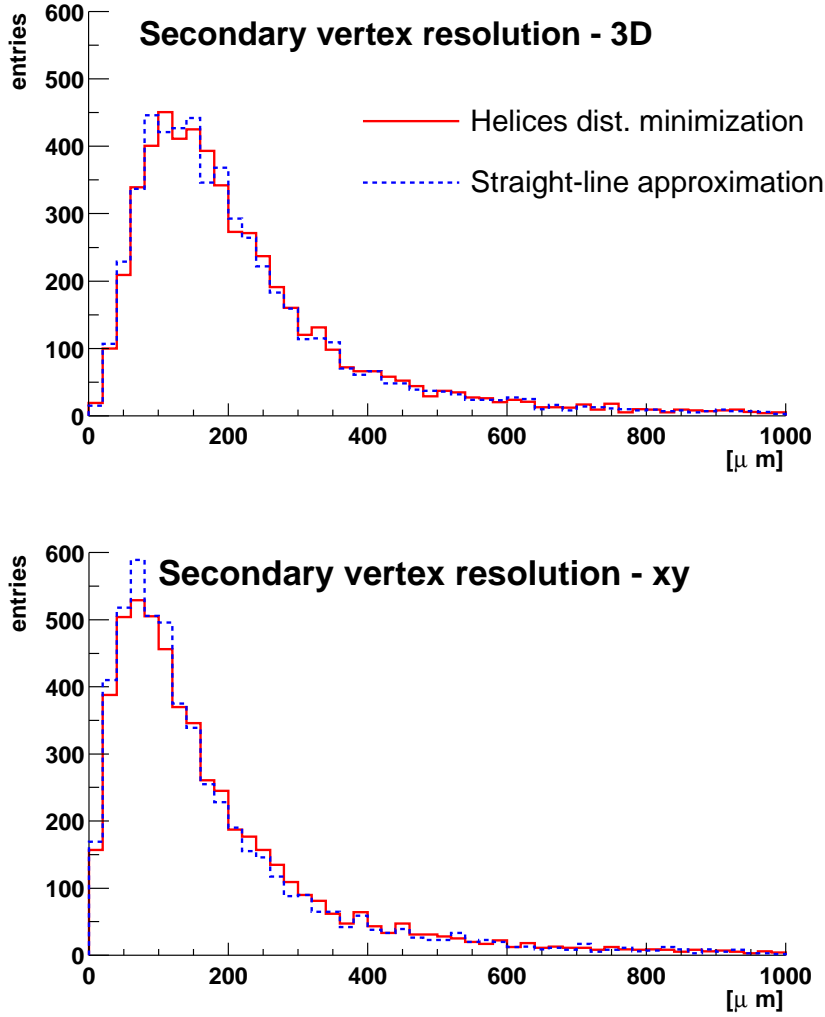 Secondary vertex resolution - 3D
entries
600
500
400
300
200
100
0
Helices dist. minimization
Straight-line approximation
0 200 400 600 800 1000
[μ m]
Secondary vertex resolution - xy
entries
600
500
400
300
200
100
0
0 200 400 600 800 1000
[μ m]